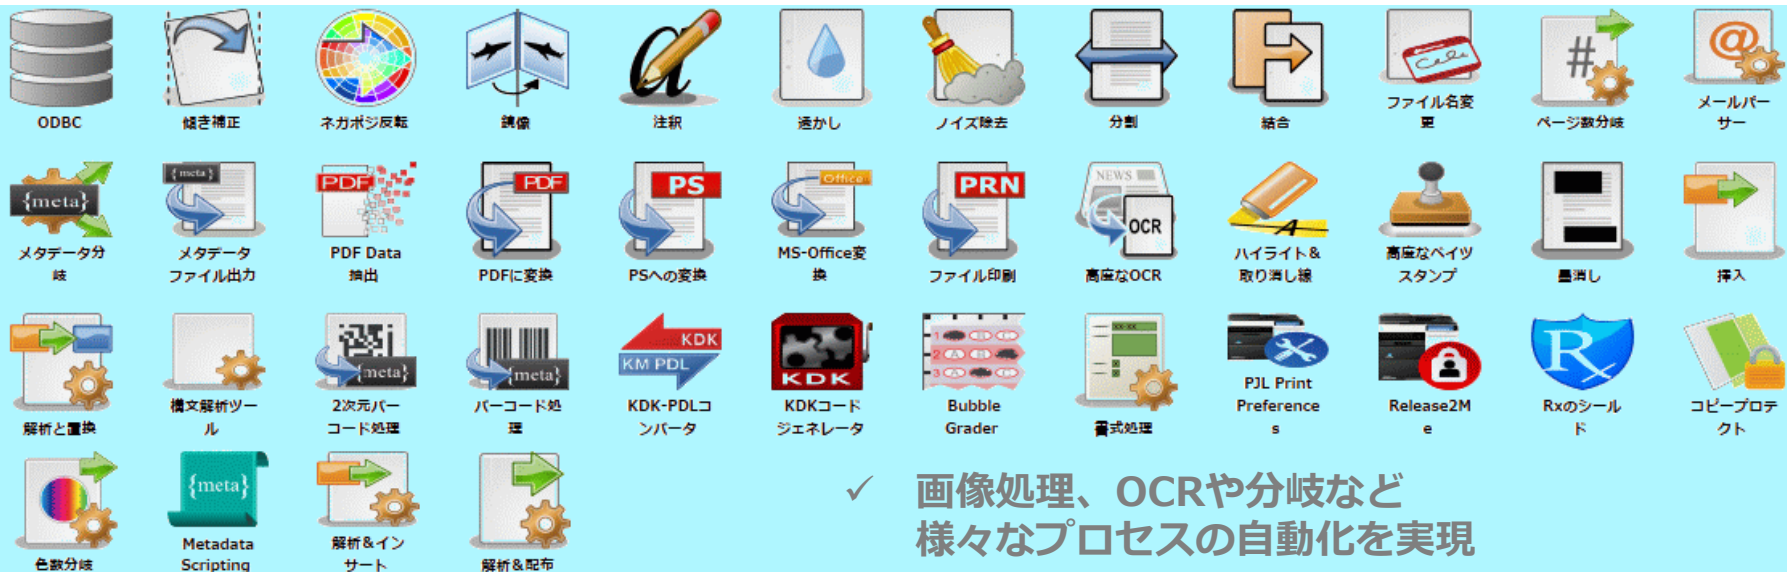 ODBC
傾き補正
ネガポジ反転
鏡像
注釈
透かし
ノイズ除去
分割
結合
ファイル名変
更
#
ページ数分岐
@
メールパー
サー
{meta}
メタデータ分
岐
{meta}
メタデータ
ファイル出力
PDF
PDF Data
抽出
PDF
PDFに変換
PS
PSへの変換
Office
MS-Office変
換
PRN
ファイル印刷
NEWS
OCR
高度なOCR
A
ハイライト&
取り消し線
高度なベイツ
スタンプ
墨消し
挿入
解析と置換
構文解析ツー
ル
{meta}
2次元バー
コード処理
{meta}
バーコード処
理
KDK
KM PDL
KDK-PDLコ
ンバータ
KDK
KDKコード
ジェネレータ
Bubble
Grader
XX-XX
書式処理
PJL Print
Preference
s
Release2M
e
Rx
Rxのシール
ド
コピープロテ
クト
色数分岐
{meta}
Metadata
Scripting
解析&イン
サート
解析&配布
✓ 画像処理、OCRや分岐など
様々なプロセスの自動化を実現